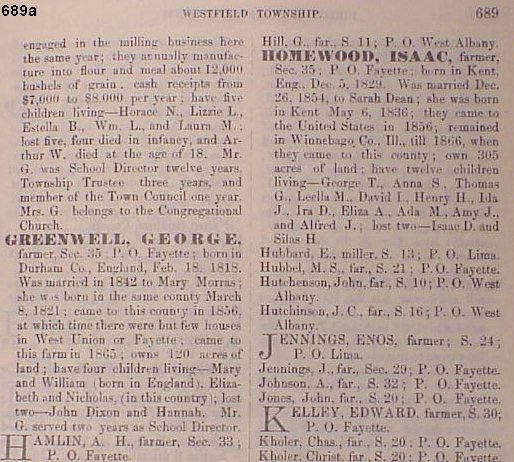 689a
WESTFIELD TOWNSHIP.
689
engaged in the milling business here
the same year; they annually manufac-
ture into flour and meal about 12,000
bushels of grain; cash receipts from
$7,000 to $8,000 per year; have five
children living—Horace N., Lizzie L.,
Estella B., Wm. L., and Laura M.;
lost five, four died in infancy, and Ar-
thur W. died at the age of 18. Mr.
G. was School Director twelve years,
Township Trustee three years, and
member of the Town Council one year.
Mrs. G. belongs to the Congregational
Church.
GREENWELL, GEORGE,
farmer, Sec. 35; P. O. Fayette; born in
Durham Co., England, Feb. 18, 1818.
Was married in 1842 to Mary Morras;
she was born in the same county March
8, 1821; came to this county in 1856,
at which time there were but few houses
in West Union or Fayette; came to
this farm in 1865; owns 120 acres of
land; have four children living—Mary
and William (born in England), Eliza-
beth and Nicholas, (in this country); lost
two—John Dixon and Hannah. Mr.
G. served two years as School Director.
HAMLIN, A. H., farmer, Sec. 33;
P. O. Fayette.
Hill, G., far., S. 11; P. O. West Albany.
HOMEWOOD, ISAAC, farmer,
Sec. 35; P. O. Fayette; born in Kent,
Eng., Dec. 5, 1829. Was married Dec.
26, 1854, to Sarah Dean; she was born
in Kent May 6, 1836; they came to
the United States in 1856; remained
in Winnebago Co., Ill., till 1866, when
they came to this county; own 305
acres of land; have twelve children
living—George T., Anna S, Thomas
G., Leella M., David I., Henry H., Ida
J., Ira D., Eliza A., Ada M., Amy J.,
and Alfred J.; lost two—Isaac D. and
Silas H.
Hubbard, E., miller, S. 13; P. O. Lima.
Hubbel, M. S., far., S. 21; P. O. Fayette.
Hutchenson, John, far., S. 10; P. O. West
Albany.
Hutchinson, J. C., far., S. 16; P. O. West
Albany.
JENNINGS, ENOS, farmer; S. 24;
P. O. Lima.
Jennings, J., far., Sec. 29; P. O. Fayette.
Johnson, A., far., S. 32; P. O. Fayette.
Jones, John, far., S. 20; P. O. Fayette.
KELLEY, EDWARD, farmer, S. 30;
P. O. Fayette.
Kholer, Chas., far., S. 20; P. O. Fayette.
Kholer, Christ. far., S. 20; P. O. Fayette.